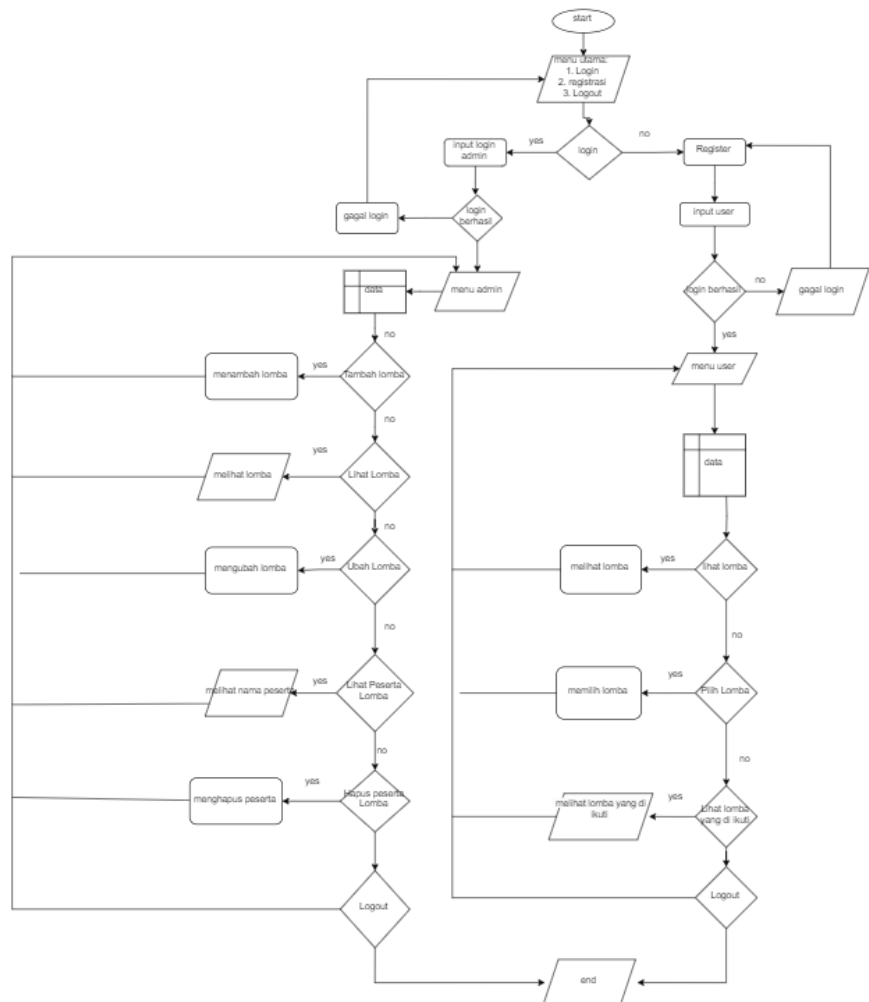 start
menu utama:
1. Login
2. registrasi
3. Logout
yes
no
input login
admin
login
Register
gagal login
login
berhasil
input user
data
menu admin
login berhasil
no
gagal login
no
yes
menambah lomba
yes
Tambah lomba
menu user
no
melihat lomba
yes
Lihat Lomba
data
no
mengubah lomba
yes
Ubah Lomba
melihat lomba
yes
lihat lomba
no
no
melihat nama peserta
yes
Lihat Peserta
Lomba
memilih lomba
yes
Pilih Lomba
no
no
menghapus peserta
yes
Hapus peserta
Lomba
melihat lomba yang di
ikuti
yes
Lihat lomba
yang di ikuti
Logout
Logout
end